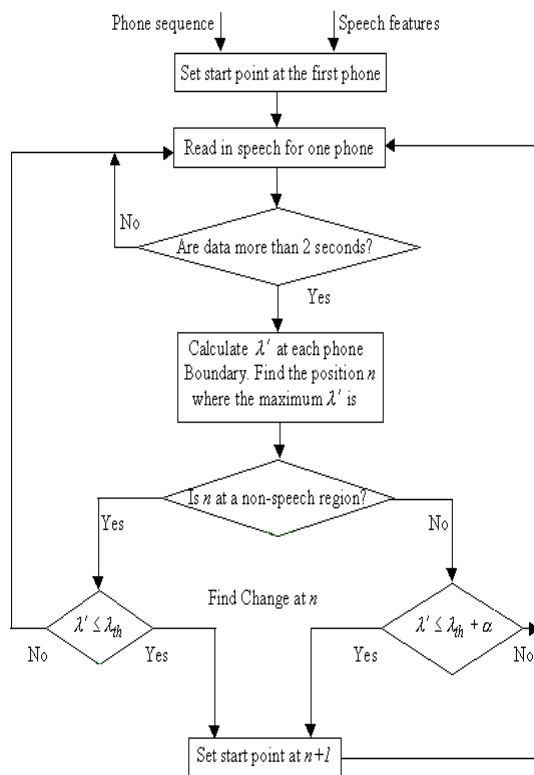 Phone sequence
Speech features
Set start point at the first phone
Read in speech for one phone
No
Are data more than 2 seconds?
Yes
Calculate λ' at each phone
Boundary. Find the position n
where the maximum λ' is
Is n at a non-speech region?
Yes
No
Find Change at n
λ' ≤ λth
λ' ≤ λth + α
No
Yes
Yes
No
Set start point at n+1